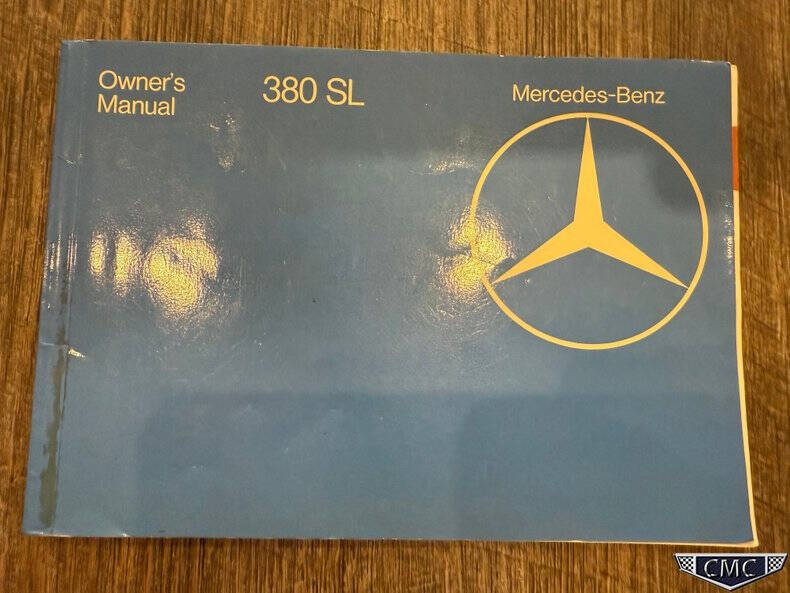 Owner's
Manual
380 SL
Mercedes-Benz
CMC